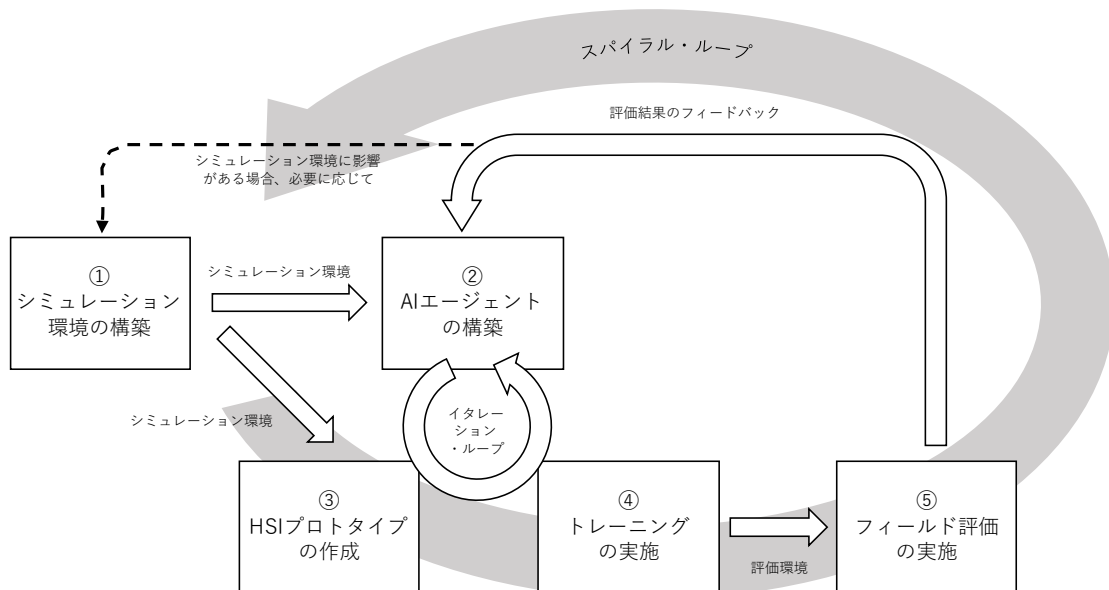 スパイラル・ループ
評価結果のフィードバック
シミュレーション環境に影響
がある場合、必要に応じて
①
シミュレーション
環境の構築
シミュレーション環境
②
AIエージェント
の構築
シミュレーション環境
イタレー
ション
・ループ
③
HSIプロトタイプ
の作成
④
トレーニング
の実施
評価環境
⑤
フィールド評価
の実施